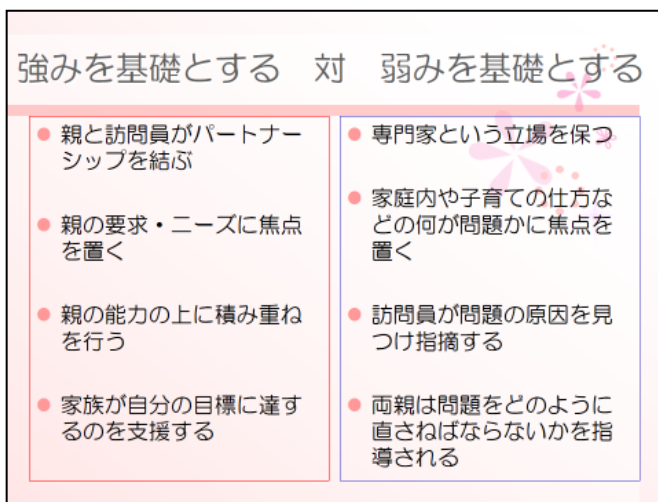 強みを基礎とする　対　弱みを基礎とする
● 親と訪問員がパートナー
シップを結ぶ
● 親の要求・ニーズに焦点
を置く
● 親の能力の上に積み重ね
を行う
● 家族が自分の目標に達す
るのを支援する
● 専門家という立場を保つ
● 家庭内や子育ての仕方な
どの何が問題かに焦点を
置く
● 訪問員が問題の原因を見
つけ指摘する
● 両親は問題をどのように
直さねばならないかを指
導される